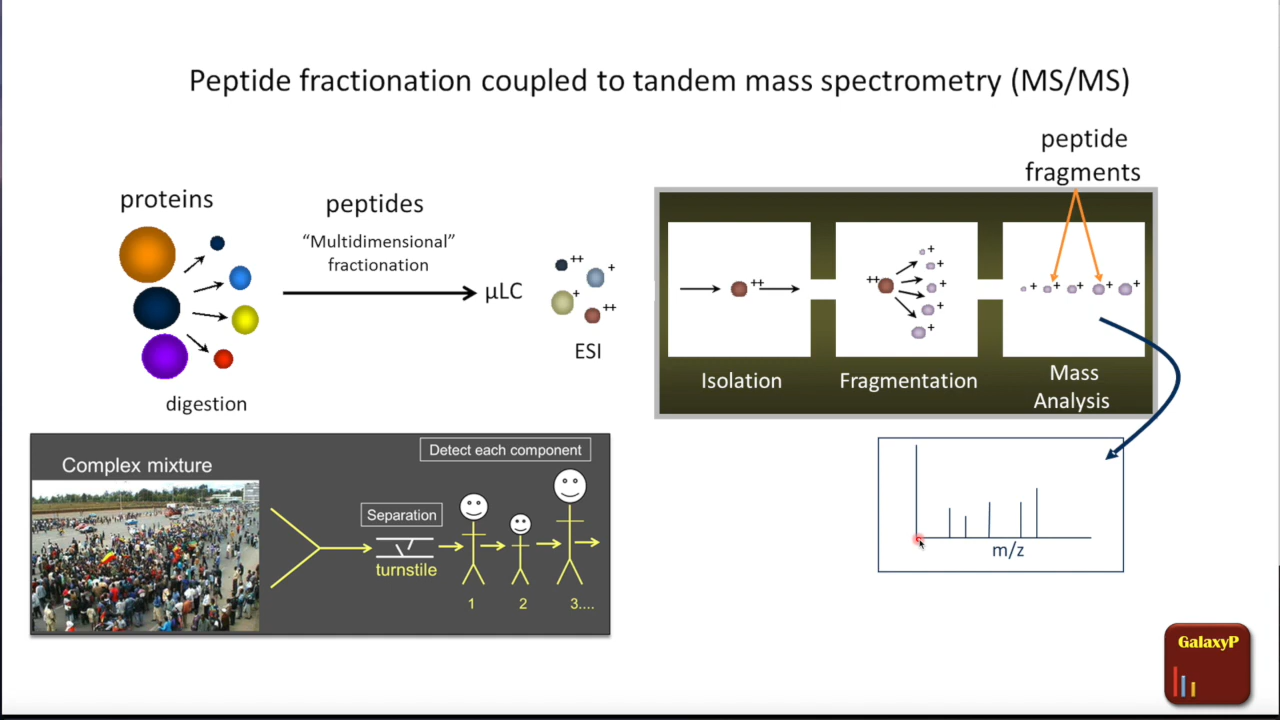 Peptide fractionation coupled to tandem mass spectrometry (MS/MS)
proteins
digestion
peptides
“Multidimensional”
fractionation
μLC
++
+
+
++
ESI
peptide
fragments
++
Isolation
++
+
+
+
+
+
Fragmentation
+
+
+
+
+
Mass
Analysis
Complex mixture
Separation
turnstile
Detect each component
1
2
3....
m/z
GalaxyP